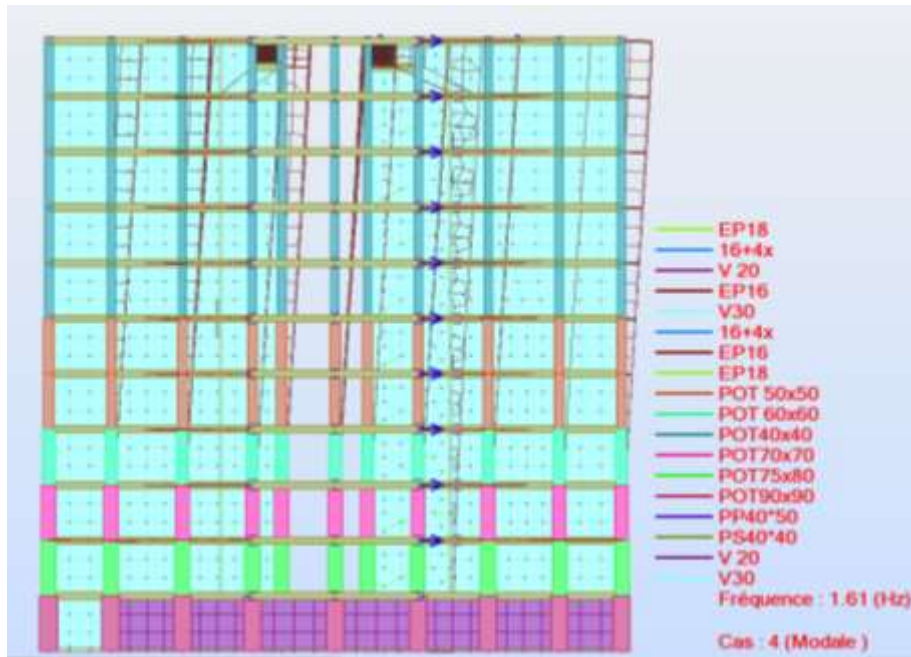 EP18
16+4x
V 20
EP16
V30
16+4x
EP16
EP18
POT 50x50
POT 60x60
POT40x40
POT70x70
POT75x80
POT90x90
PP40*50
PS40*40
V 20
V30
Fréquence : 1.61 (Hz)
Cas : 4 (Modale )